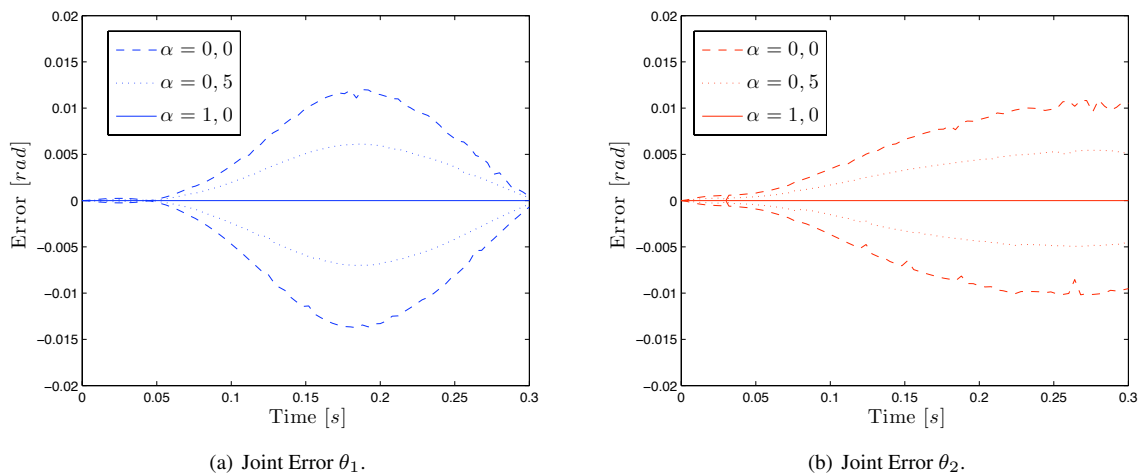 0.02
0.015
0.01
0.005
0
−0.005
−0.01
−0.015
−0.02
Error [rad]
α = 0, 0
α = 0, 5
α = 1, 0
0 0.05 0.1 0.15 0.2 0.25 0.3
Time [s]
(a) Joint Error θ1.
0.02
0.015
0.01
0.005
0
−0.005
−0.01
−0.015
−0.02
Error [rad]
α = 0, 0
α = 0, 5
α = 1, 0
0 0.05 0.1 0.15 0.2 0.25 0.3
Time [s]
(b) Joint Error θ2.